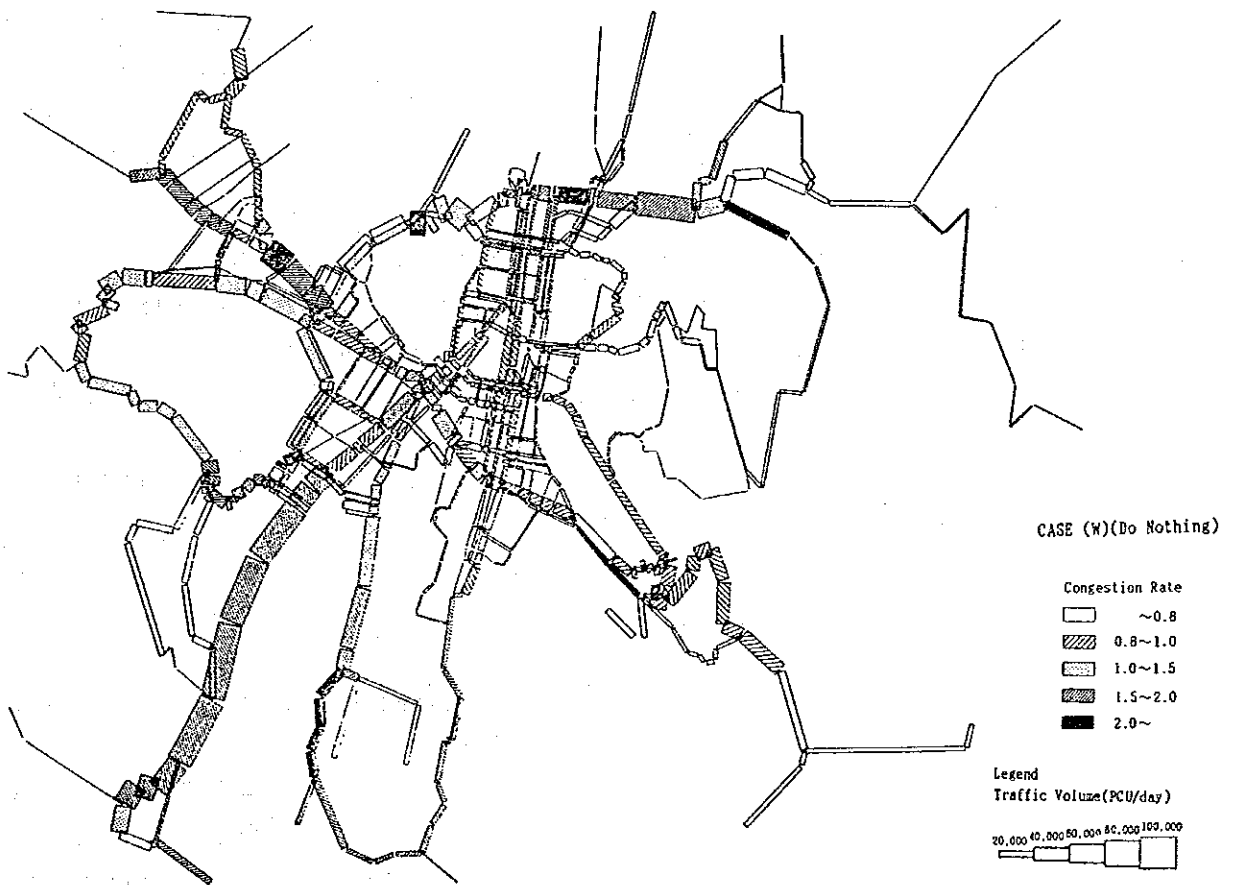 CASE (W)(Do Nothing)
Congestion Rate
~0.8
0.8~1.0
1.0~1.5
1.5~2.0
2.0~
Legend
Traffic Volume(PCU/day)
20,000 40,000 60,000 80,000 100,000